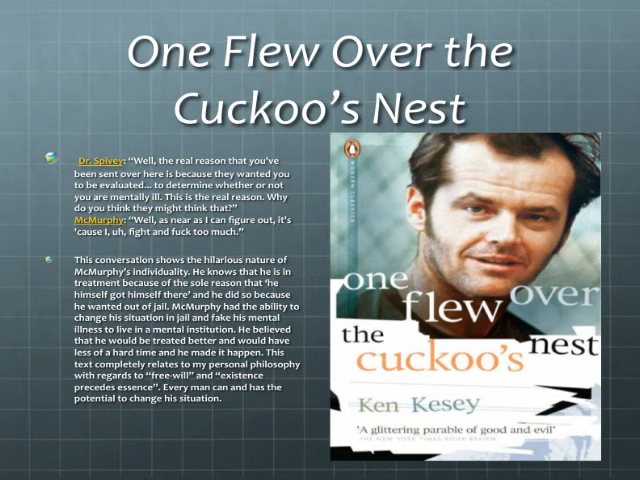 One Flew Over the
Cuckoo's Nest
Dr. Spivey: "Well, the real reason that you've
been sent over here is because they wanted you
to be evaluated... to determine whether or not
you are mentally ill. This is the real reason. Why
do you think they might think that?"
McMurphy: "Well, as near as I can figure out, it's
'cause I, uh, fight and fuck too much."
This conversation shows the hilarious nature of
McMurphy's individuality. He knows that he is in
treatment because of the sole reason that 'he
himself got himself there' and he did so because
he wanted out of jail. McMurphy had the ability to
change his situation in jail and fake his mental
illness to live in a mental institution. He believed
that he would be treated better and would have
less of a hard time and he made it happen. This
text completely relates to my personal philosophy
with regards to "free-will" and "existence
precedes essence". Every man can and has the
potential to change his situation.
MODERN CLASSICS
one
flew over
the
cuckoo's nest
Ken Kesey
'A glittering parable of good and evil'
THE NEW YORK TIMES BOOK REVIEW